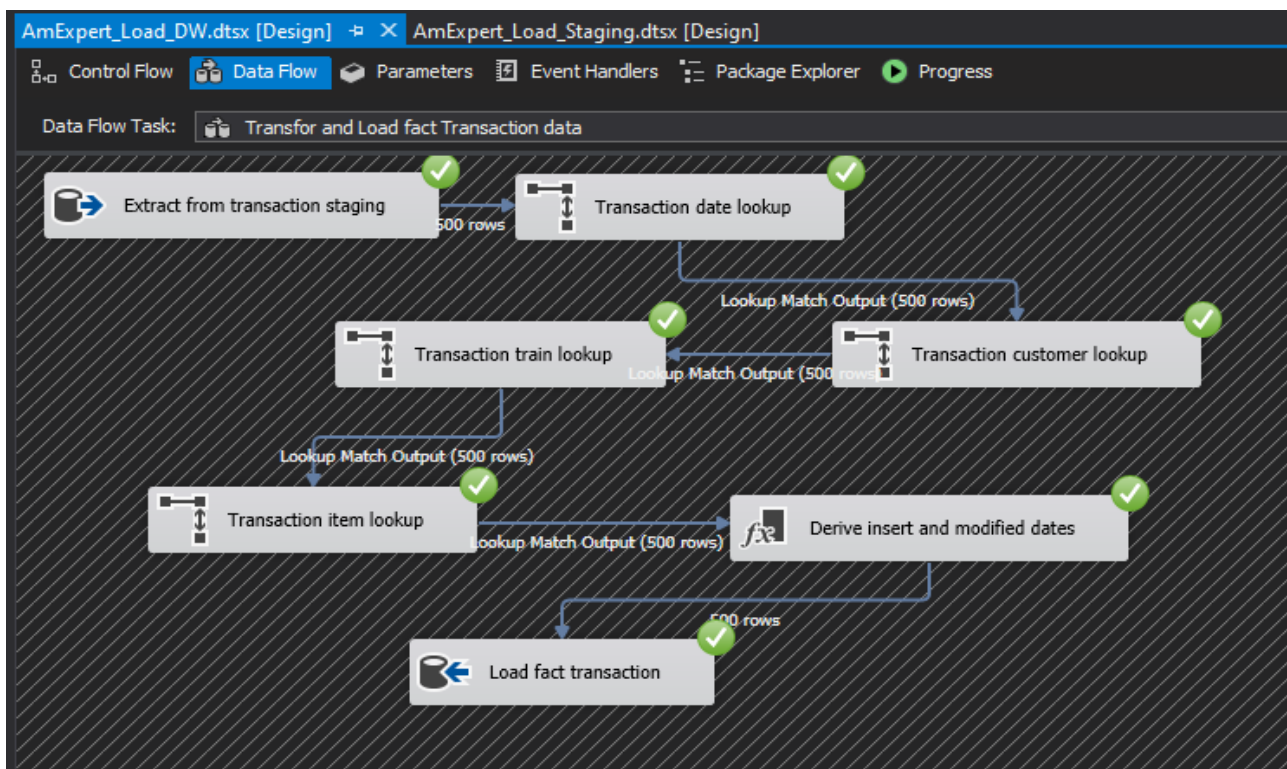 AmExpert_Load_DW.dtsx [Design] AmExpert_Load_Staging.dtsx [Design]
Control Flow Data Flow Parameters Event Handlers Package Explorer Progress
Data Flow Task: Transfor and Load fact Transaction data
Extract from transaction staging
500 rows
Transaction date lookup
Lookup Match Output (500 rows)
Transaction customer lookup
Lookup Match Output (500 rows)
Transaction train lookup
Lookup Match Output (500 rows)
Transaction item lookup
Lookup Match Output (500 rows)
Derive insert and modified dates
500 rows
Load fact transaction